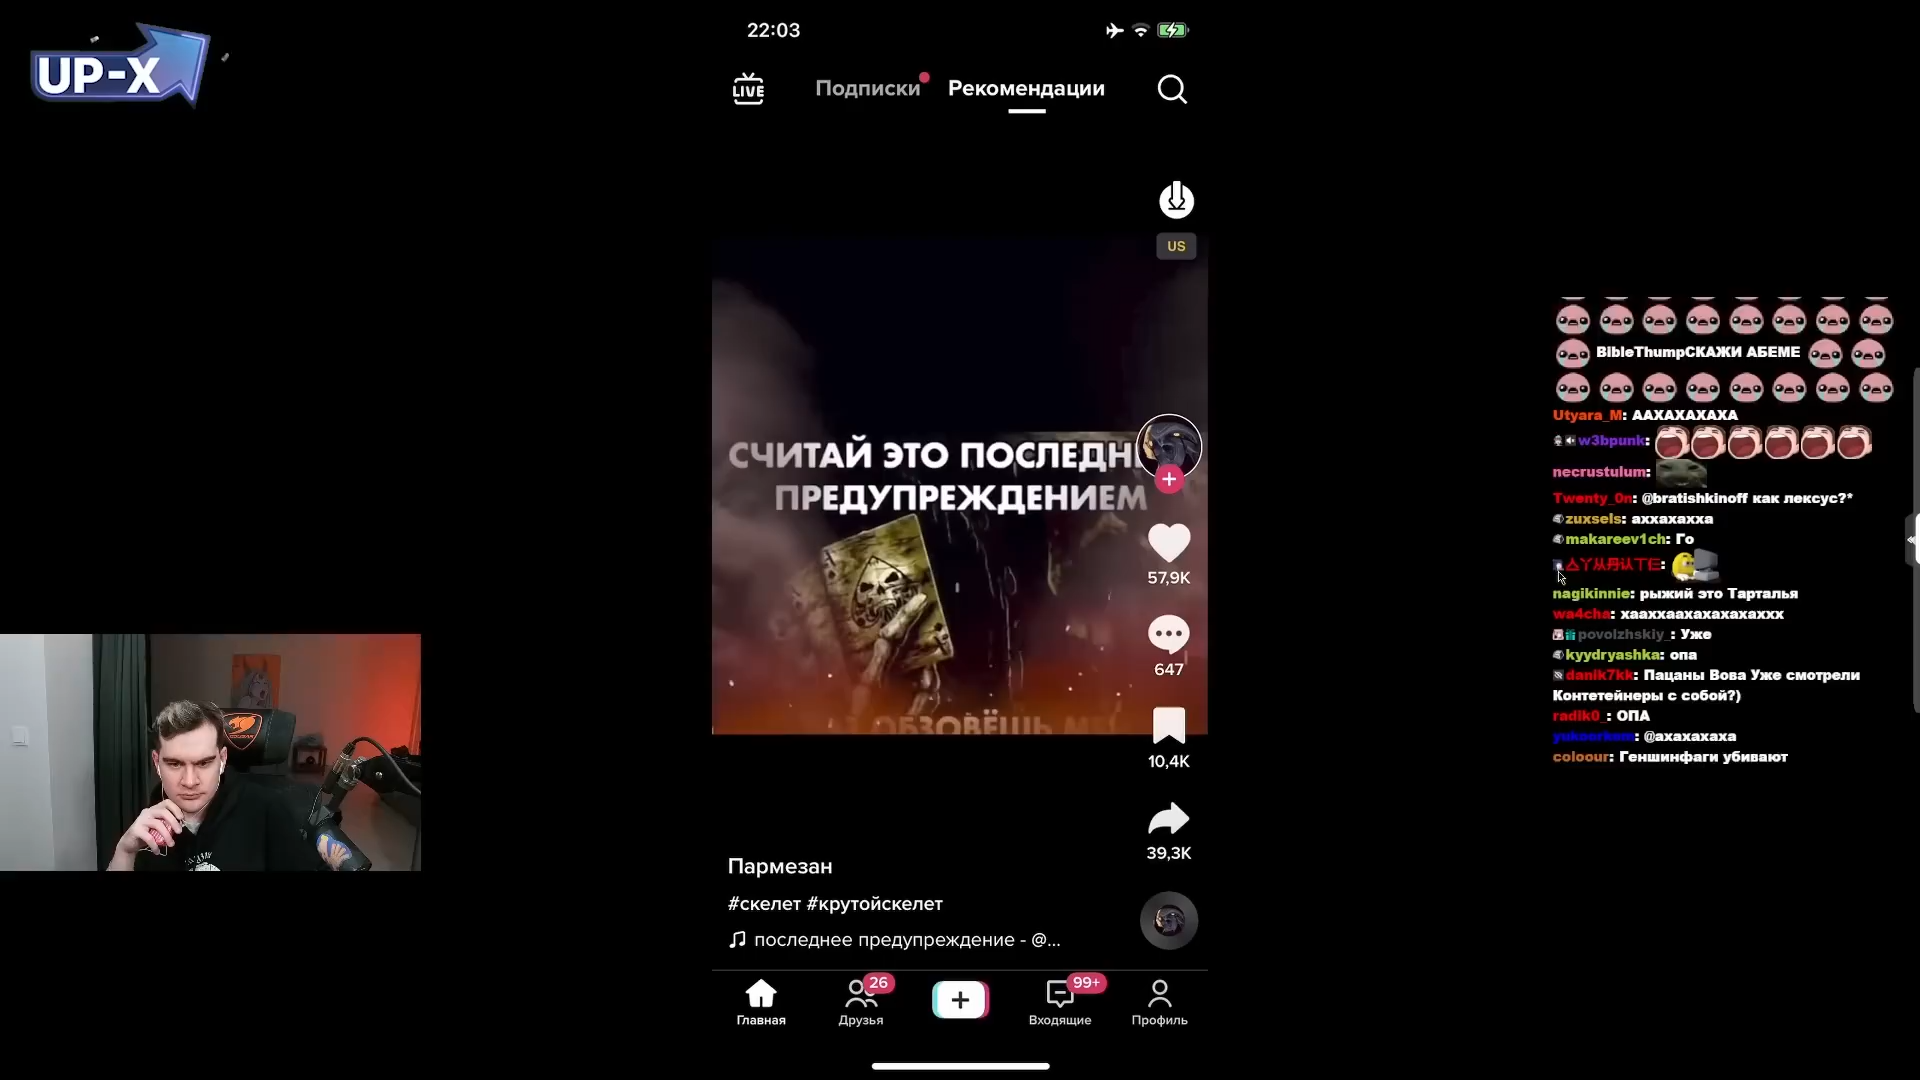 UP-X
22:03
LIVE
Подписки
Рекомендации
US
СЧИТАЙ ЭТО ПОСЛЕДН
ПРЕДУПРЕЖДЕНИЕМ
ОБЗОВЁШЬ
57,9K
647
10,4K
39,3K
Пармезан
#скелет #крутойскелет
последнее предупреждение - @...
26
99+
Главная
Друзья
Входящие
Профиль
BibleThumpСКАЖИ АБЕМЕ
Utyara_M: ААХАХАХАХА
w3bpunk:
necrustulum:
Twenty_0n: @bratishkinoff как лексус?*
zuxsels: аххахахха
makareev1ch: Го
nagikinnie: рыжий это Тарталья
wa4cha: хааххаахахахахаххх
povolzhskiy_: Уже
kyydryashka: опа
danik7kk: Пацаны Вова Уже смотрели
Контетейнеры с собой?)
radik0_: ОПА
@ахахахаха
coloour: Геншинфаги убивают